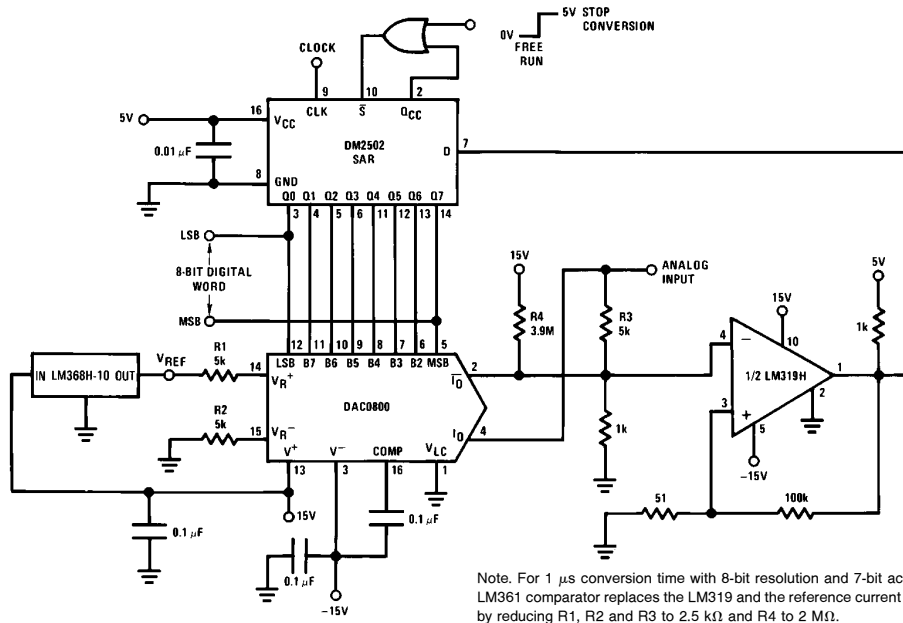 5V STOP
CONVERSION
0V
FREE
RUN
CLOCK
9
10
2
CLK
S̅
QCC
5V
16
VCC
DM2502
SAR
D
7
0.01 µF
8
GND
Q0 Q1 Q2 Q3 Q4 Q5 Q6 Q7
3 4 5 6 11 12 13 14
LSB
8-BIT DIGITAL
WORD
MSB
15V
R4
3.9M
ANALOG
INPUT
R3
5k
5V
1k
15V
10
4
−
1/2 LM319H
1
2
3
+
5
−15V
12 11 10 9 8 7 6 5
LSB B7 B6 B5 B4 B3 B2 MSB
IN LM368H-10 OUT
VREF
R1
5k
14
VR+
2
I̅O̅
DAC0800
IO
4
R2
5k
15
VR−
V+
V−
COMP
VLC
13
3
16
1
1k
51
100k
0.1 µF
15V
0.1 µF
0.1 µF
−15V
Note. For 1 µs conversion time with 8-bit resolution and 7-bit ac
LM361 comparator replaces the LM319 and the reference current
by reducing R1, R2 and R3 to 2.5 kΩ and R4 to 2 MΩ.